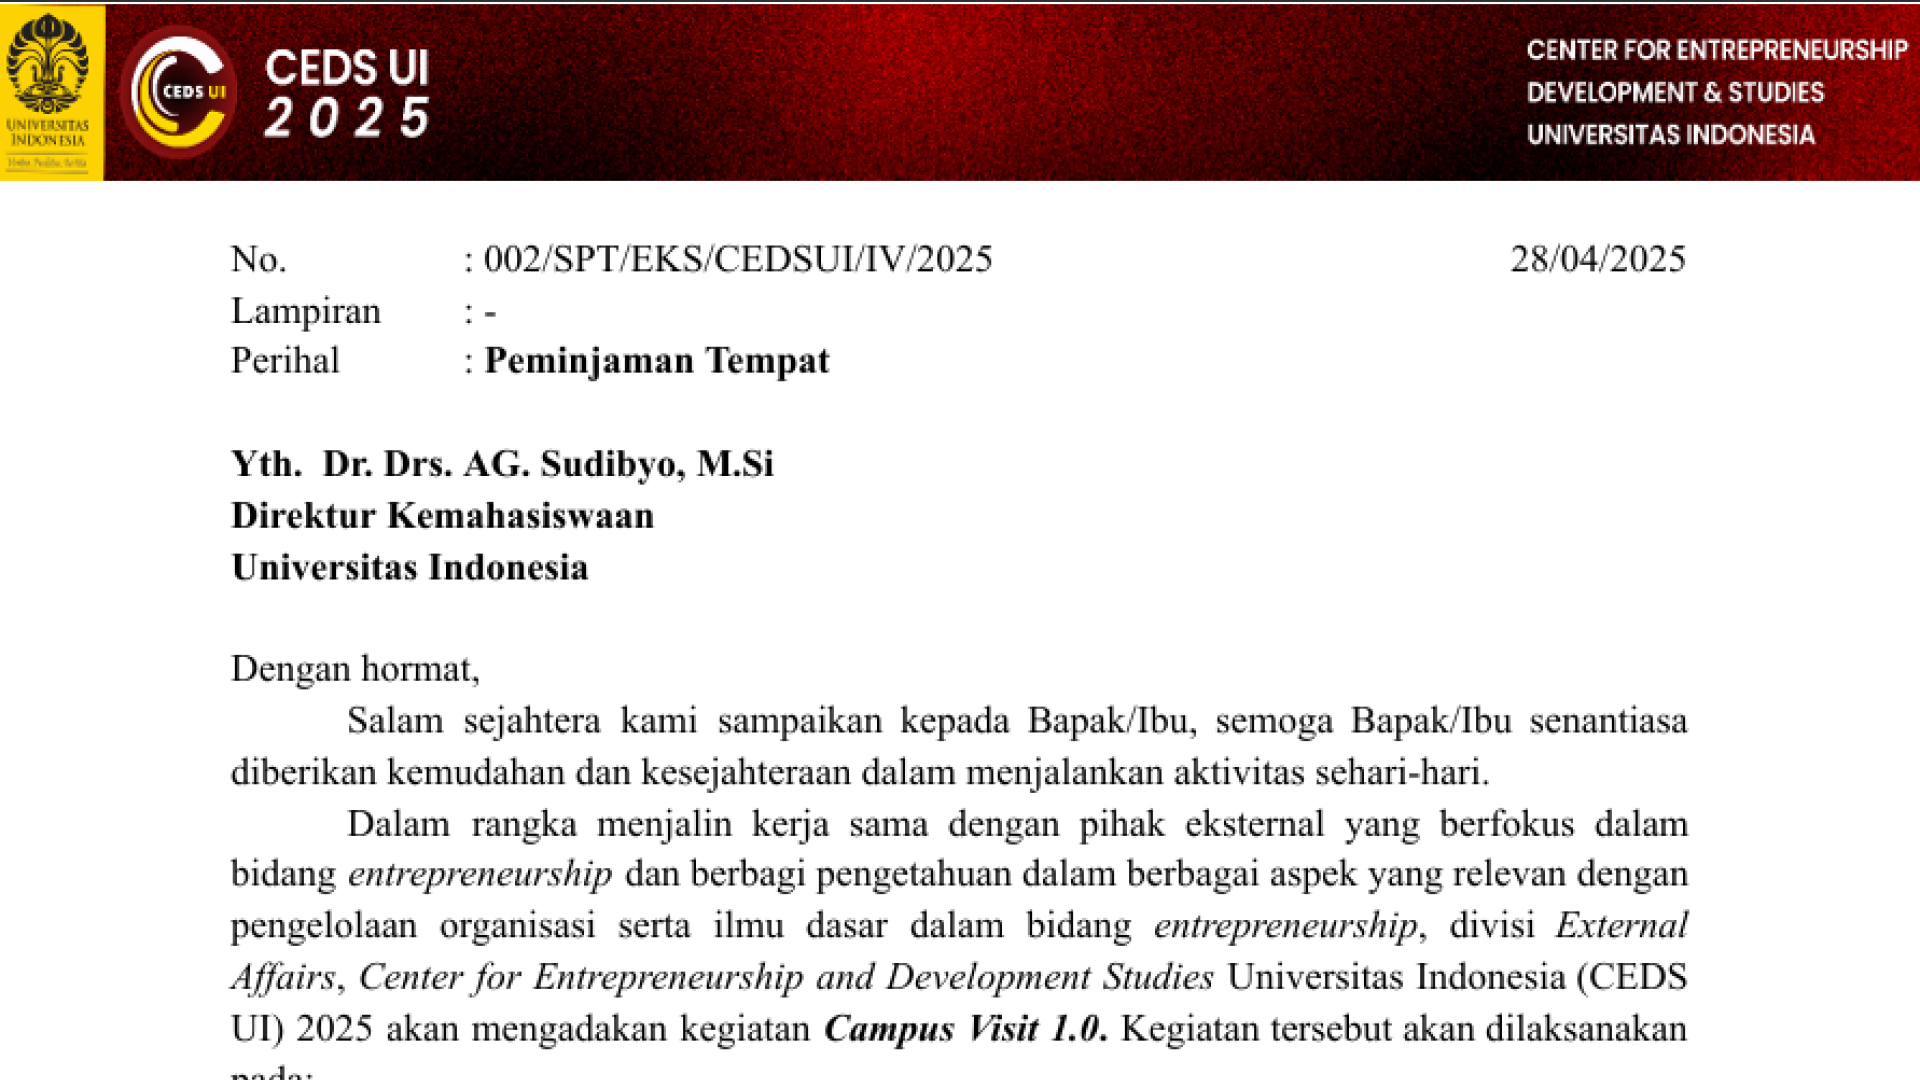 UNIVERSITAS
INDONESIA
CEDS UI
CEDS UI
2025
CENTER FOR ENTREPRENEURSHIP
DEVELOPMENT & STUDIES
UNIVERSITAS INDONESIA
No. : 002/SPT/EKS/CEDSUI/IV/2025 28/04/2025
Lampiran : -
Perihal : Peminjaman Tempat
Yth. Dr. Drs. AG. Sudibyo, M.Si
Direktur Kemahasiswaan
Universitas Indonesia
Dengan hormat,
Salam sejahtera kami sampaikan kepada Bapak/Ibu, semoga Bapak/Ibu senantiasa
diberikan kemudahan dan kesejahteraan dalam menjalankan aktivitas sehari-hari.
Dalam rangka menjalin kerja sama dengan pihak eksternal yang berfokus dalam
bidang entrepreneurship dan berbagi pengetahuan dalam berbagai aspek yang relevan dengan
pengelolaan organisasi serta ilmu dasar dalam bidang entrepreneurship, divisi External
Affairs, Center for Entrepreneurship and Development Studies Universitas Indonesia (CEDS
UI) 2025 akan mengadakan kegiatan Campus Visit 1.0. Kegiatan tersebut akan dilaksanakan
pada: